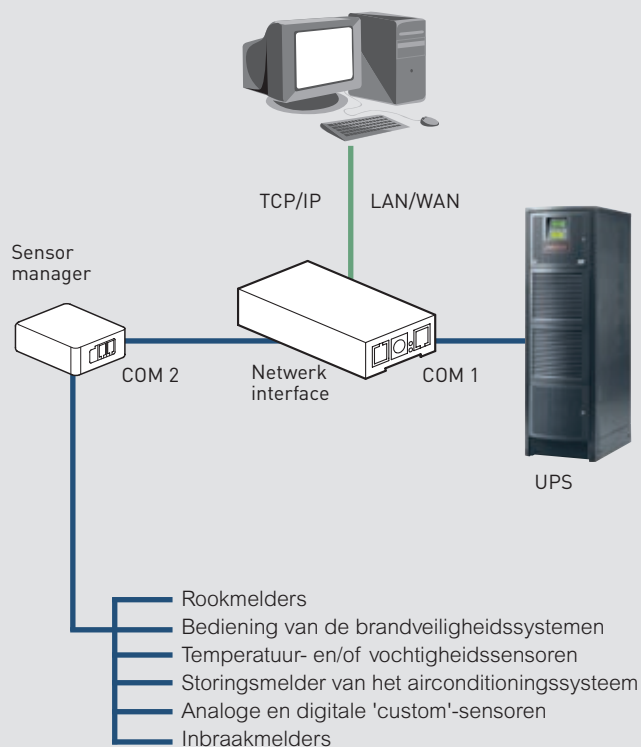 TCP/IP LAN/WAN
Sensor
manager
COM 2
Netwerk
interface
COM 1
UPS
Rookmelders
Bediening van de brandveiligheidssystemen
Temperatuur- en/of vochtigheidssensoren
Storingsmelder van het airconditioningssysteem
Analoge en digitale 'custom'-sensoren
Inbraakmelders